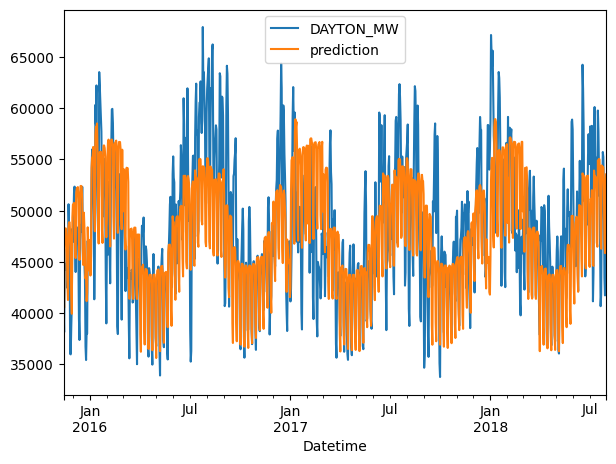 DAYTON_MW
prediction
65000
60000
55000
50000
45000
40000
35000
Jan
2016
Jul
Jan
2017
Jul
Jan
2018
Jul
Datetime